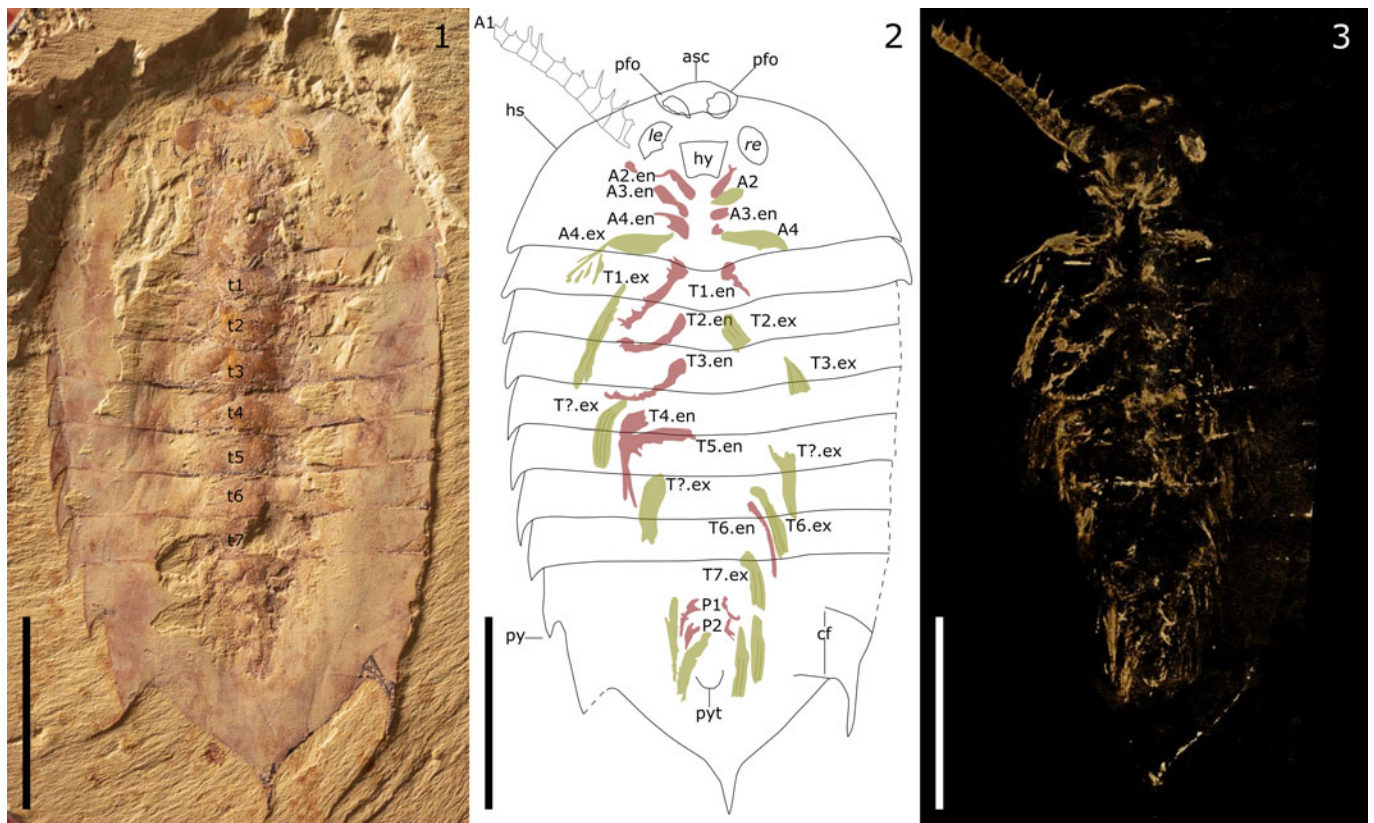 1
t1
t2
t3
t4
t5
t6
t7
2
A1
asc
pfo
pfo
hs
le
re
hy
A2.en
A2
A3.en
A3.en
A4.en
A4.ex
A4
T1.ex
T1.en
T2.en
T2.ex
T3.en
T3.ex
T?.ex
T4.en
T5.en
T?.ex
T?.ex
T6.en
T6.ex
T7.ex
P1
P2
py
cf
pyt
3